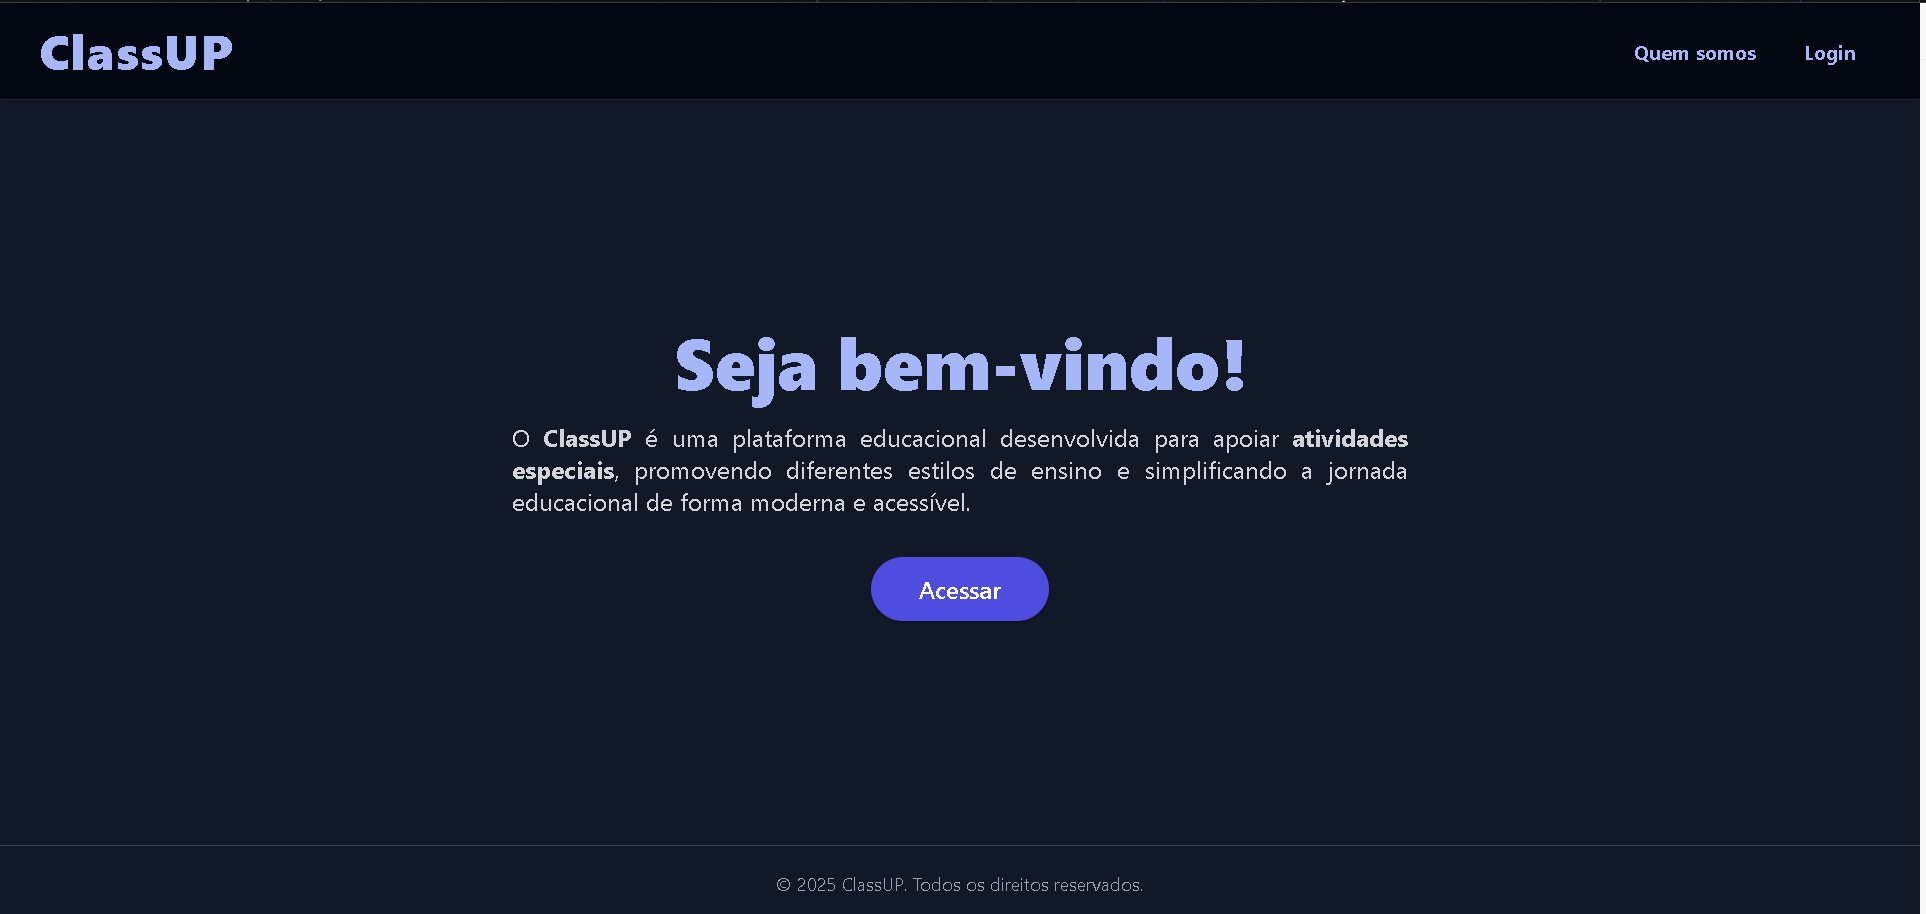 ClassUP
Quem somos
Login
Seja bem-vindo!
O ClassUP é uma plataforma educacional desenvolvida para apoiar atividades
especiais, promovendo diferentes estilos de ensino e simplificando a jornada
educacional de forma moderna e acessível.
Acessar
© 2025 ClassUP. Todos os direitos reservados.